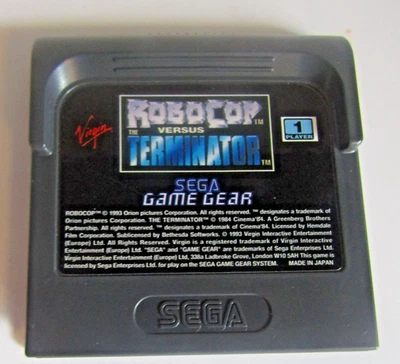 ROBOCOP™
VERSUS
THE TERMINATOR™
Virgin
1
PLAYER
SEGA
GAME GEAR
ROBOCOP™ © 1993 Orion pictures Corporation. All rights reserved. ™ designates a trademark of
Orion pictures Corporation. THE TERMINATOR™ © 1984 Cinema'84. A Greenberg Brothers
Partnership. All rights reserved. ™ designates a trademark of Cinema'84. Licensed by Hemdale
Film Corporation. Sublicensed by Bethesda Softworks. © 1993 Virgin Interactive Entertainment
(Europe) Ltd. All Rights Reserved. Virgin is a registered trademark of Virgin Interactive
Entertainment (Europe) Ltd. "SEGA" and "GAME GEAR" are trademarks of Sega Enterprises Ltd.
Virgin Interactive Entertainment (Europe) Ltd, 338a Ladbroke Grove, London W10 5AH This game is
licensed by Sega Enterprises Ltd. for play on the SEGA GAME GEAR SYSTEM. MADE IN JAPAN
SEGA